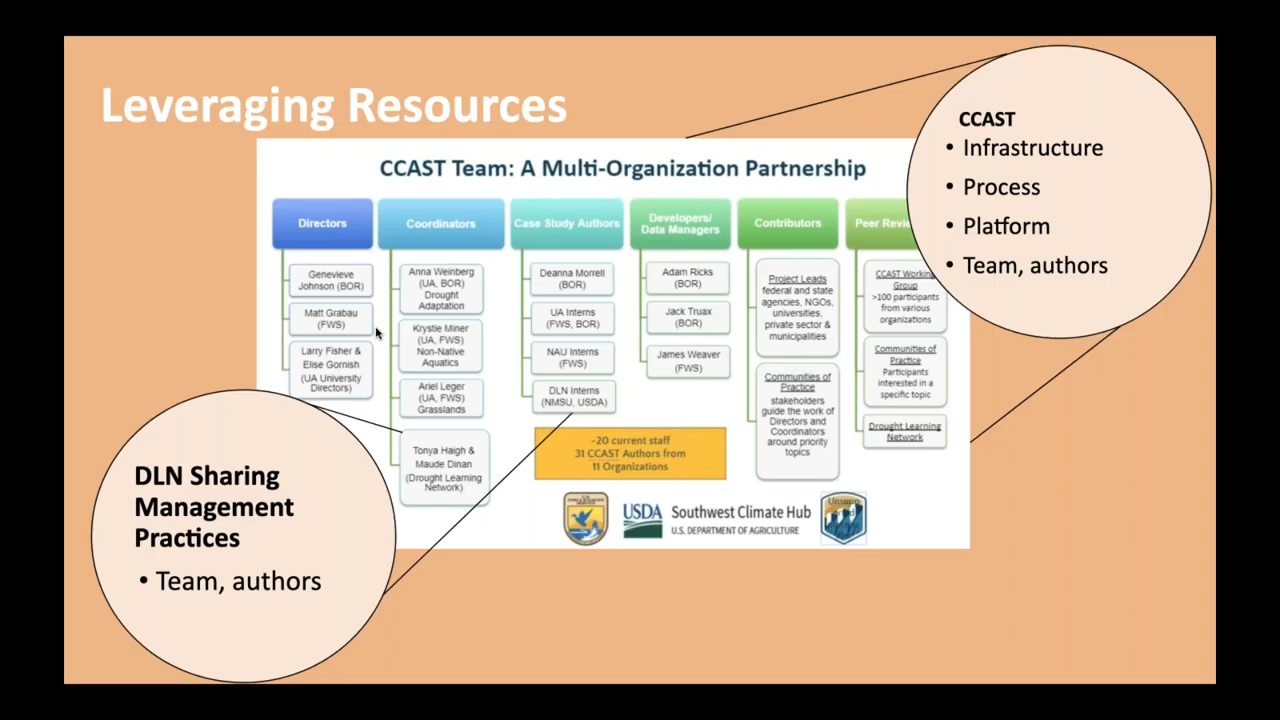 Leveraging Resources
CCAST Team: A Multi-Organization Partnership
Directors
Genevieve
Johnson (BOR)
Matt Grabau
(FWS)
Larry Fisher &
Elise Gornish
(UA University
Directors)
Coordinators
Anna Weinberg
(UA, BOR)
Drought
Adaptation
Krystie Miner
(UA, FWS)
Non-Native
Aquatics
Ariel Leger
(UA, FWS)
Grasslands
Tonya Haigh &
Maude Dinan
(Drought Learning
Network)
Case Study Authors
Deanna Morrell
(BOR)
UA Interns
(FWS, BOR)
NAU Interns
(FWS)
DLN Interns
(NMSU, USDA)
Developers/
Data Managers
Adam Ricks
(BOR)
Jack Truax
(BOR)
James Weaver
(FWS)
Contributors
Project Leads
federal and state
agencies, NGOs,
universities,
private sector &
municipalities
Communities of
Practice
stakeholders
guide the work of
Directors and
Coordinators
around priority
topics
Peer
CCAST Working
Group
>100 participants
from various
organizations
Communities of
Practice
Participants
interested in a
specific topic
Drought Learning
Network
~20 current staff
31 CCAST Authors from
11 Organizations
USDA
Southwest Climate Hub
U.S. DEPARTMENT OF AGRICULTURE
CCAST
• Infrastructure
• Process
• Platform
• Team, authors
DLN Sharing
Management
Practices
• Team, authors